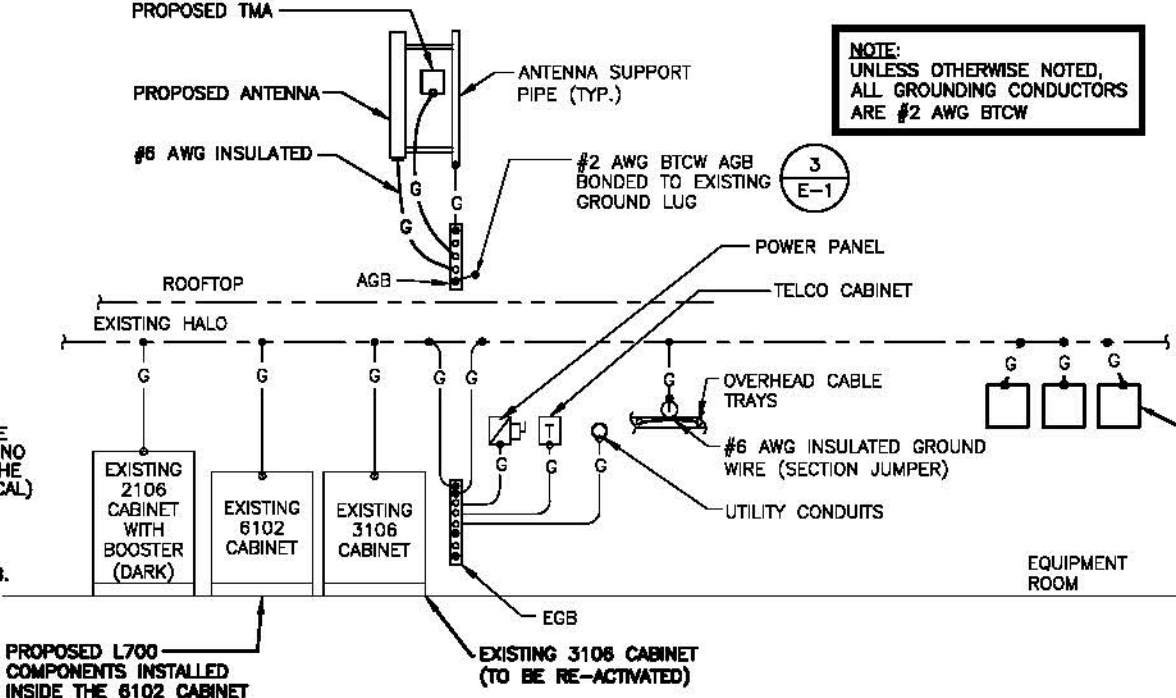 PROPOSED TMA
NOTE:
UNLESS OTHERWISE NOTED,
ALL GROUNDING CONDUCTORS
ARE #2 AWG BTCW
ANTENNA SUPPORT
PIPE (TYP.)
PROPOSED ANTENNA
#6 AWG INSULATED
#2 AWG BTCW AGB
BONDED TO EXISTING
GROUND LUG
3
E-1
G
G
G
POWER PANEL
ROOFTOP
AGB
TELCO CABINET
EXISTING HALO
G
G
G
G
G
G
G
G
G
OVERHEAD CABLE
TRAYS
#6 AWG INSULATED GROUND
WIRE (SECTION JUMPER)
T
G
G
G
NO
CAL)
EXISTING
2106
CABINET
WITH
BOOSTER
(DARK)
EXISTING
6102
CABINET
EXISTING
3106
CABINET
UTILITY CONDUITS
EQUIPMENT
ROOM
EGB
PROPOSED L700
COMPONENTS INSTALLED
INSIDE THE 6102 CABINET
EXISTING 3106 CABINET
(TO BE RE-ACTIVATED)